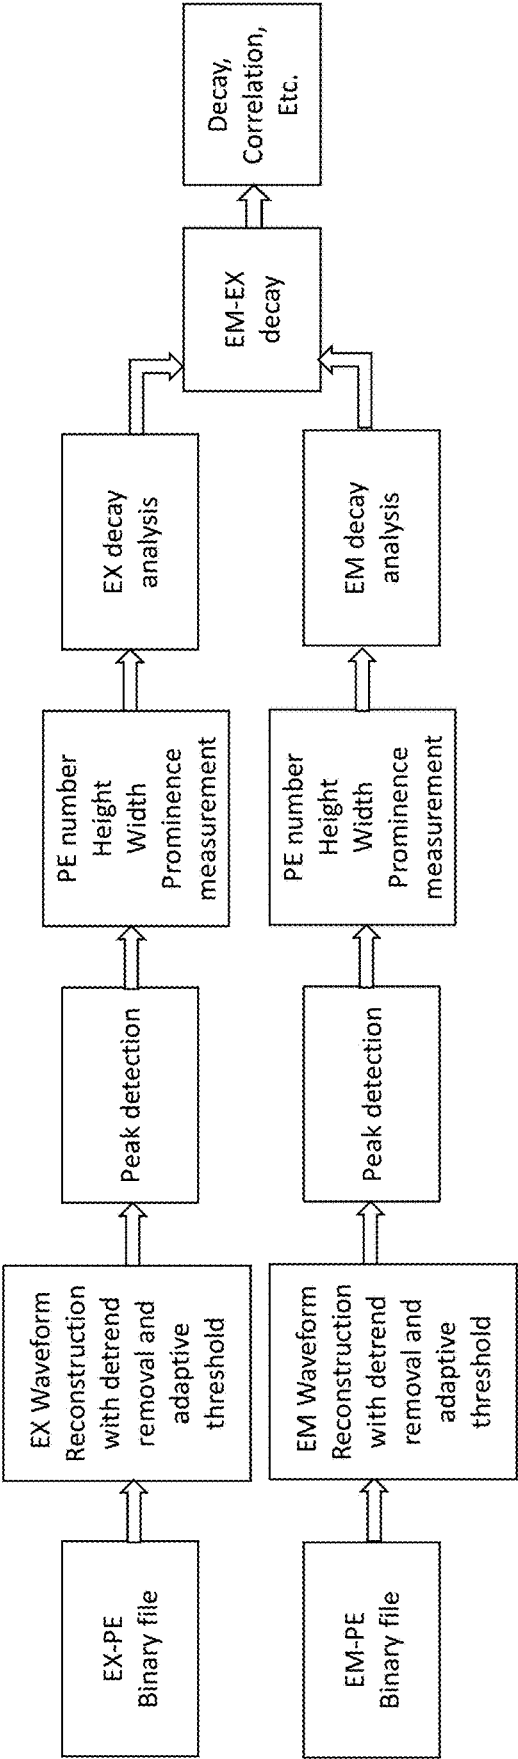 EX-PE
Binary file
EX Waveform
Reconstruction
with detrend
removal and
adaptive
threshold
Peak detection
PE number
Height
Width
Prominence
measurement
EX decay
analysis
EM-PE
Binary file
EM Waveform
Reconstruction
with detrend
removal and
adaptive
threshold
Peak detection
PE number
Height
Width
Prominence
measurement
EM decay
analysis
EM-EX
decay
Decay,
Correlation,
Etc.